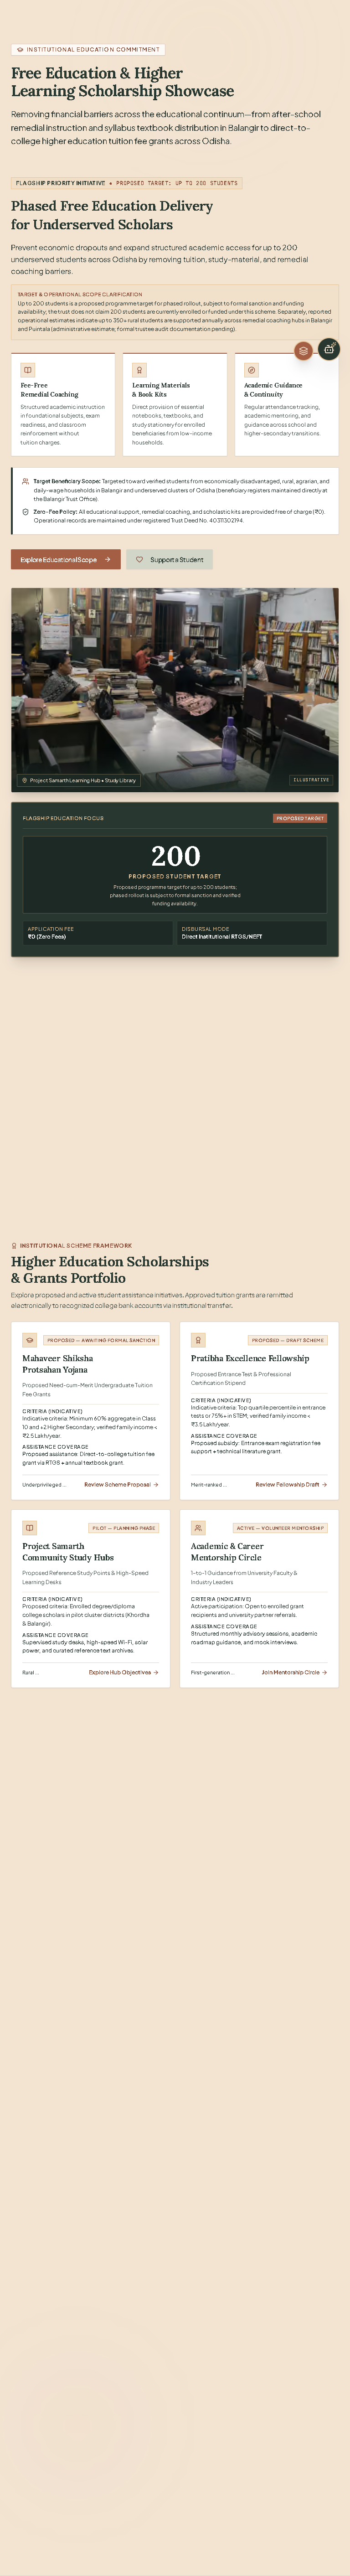 INSTITUTIONAL EDUCATION COMMITMENT
Free Education & Higher
Learning Scholarship Showcase
Removing financial barriers across the educational continuum—from after-school
remedial instruction and syllabus textbook distribution in Balangir to direct-to-
college higher education tuition fee grants across Odisha.
FLAGSHIP PRIORITY INITIATIVE • PROPOSED TARGET: UP TO 200 STUDENTS
Phased Free Education Delivery
for Underserved Scholars
Prevent economic dropouts and expand structured academic access for up to 200
underserved students across Odisha by removing tuition, study-material, and remedial
coaching barriers.
TARGET & OPERATIONAL SCOPE CLARIFICATION
Up to 200 students is a proposed programme target for phased rollout, subject to formal sanction and funding
availability; the trust does not claim 200 students are currently enrolled or funded under this scheme. Separately, reported
operational estimates indicate up to 350+ rural students are supported annually across remedial coaching hubs in Balangir
and Puintala (administrative estimate; formal trustee audit documentation pending).
Fee-Free
Remedial Coaching
Structured academic instruction
in foundational subjects, exam
readiness, and classroom
reinforcement without
tuition charges.
Learning Materials
& Book Kits
Direct provision of essential
notebooks, textbooks, and
study stationery for enrolled
beneficiaries from low-income
households.
Academic Guidance
& Continuity
Regular attendance tracking,
academic mentoring, and
guidance across school and
higher-secondary transitions.
Target Beneficiary Scope: Targeted toward verified economically disadvantaged, rural, agrarian, and
daily-wage households in Balangir and underserved clusters of Odisha (beneficiary registers maintained directly at
the Balangir Trust Office).
Zero-Fee Policy: All educational support, remedial coaching, and scholastic kits are provided free of charge (₹0).
Operational records are maintained under registered Trust Deed No. 40311302194.
Explore Educational Scope
Support a Student
Project Samarth Learning Hub • Study Library
ILLUSTRATIVE
FLAGSHIP EDUCATION FOCUS
PROPOSED TARGET
200
PROPOSED STUDENT TARGET
Proposed programme target for up to 200 students;
phased rollout is subject to formal sanction and verified
funding availability.
APPLICATION FEE
₹0 (Zero Fees)
DISBURSAL MODE
Direct Institutional RTGS/NEFT
INSTITUTIONAL SCHEME FRAMEWORK
Higher Education Scholarships
& Grants Portfolio
Explore proposed and active student assistance initiatives. Approved tuition grants are remitted
electronically to recognized college bank accounts via institutional transfer.
PROPOSED — AWAITING FORMAL SANCTION
Mahaveer Shiksha
Protsahan Yojana
Proposed Need-cum-Merit Undergraduate Tuition
Fee Grants
CRITERIA (INDICATIVE)
Indicative criteria: Minimum 60% aggregate in Class
10 and +2 Higher Secondary; verified family income <
₹2.5 Lakh/year.
ASSISTANCE COVERAGE
Proposed assistance: Direct-to-college tuition fee
grant via RTGS + annual textbook grant.
Underprivileged ...
Review Scheme Proposal
PROPOSED — DRAFT SCHEME
Pratibha Excellence Fellowship
Proposed Entrance Test & Professional
Certification Stipend
CRITERIA (INDICATIVE)
Indicative criteria: Top quartile percentile in entrance
tests or 75%+ in STEM; verified family income <
₹3.5 Lakh/year.
ASSISTANCE COVERAGE
Proposed subsidy: Entrance exam registration fee
support + technical literature grant.
Merit-ranked ...
Review Fellowship Draft
PILOT — PLANNING PHASE
Project Samarth
Community Study Hubs
Proposed Reference Study Points & High-Speed
Learning Desks
CRITERIA (INDICATIVE)
Proposed criteria: Enrolled degree/diploma
college scholars in pilot cluster districts (Khordha
& Balangir).
ASSISTANCE COVERAGE
Supervised study desks, high-speed Wi-Fi, solar
power, and curated reference text archives.
Rural ...
Explore Hub Objectives
ACTIVE — VOLUNTEER MENTORSHIP
Academic & Career
Mentorship Circle
1-to-1 Guidance from University Faculty &
Industry Leaders
CRITERIA (INDICATIVE)
Active participation: Open to enrolled grant
recipients and university partner referrals.
ASSISTANCE COVERAGE
Structured monthly advisory sessions, academic
roadmap guidance, and mock interviews.
First-generation ...
Join Mentorship Circle